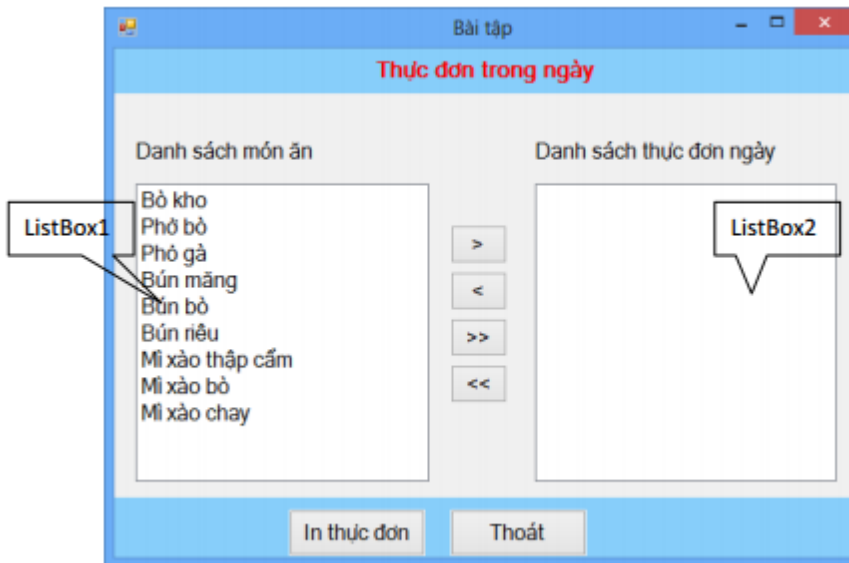 Bài tập
Thực đơn trong ngày
Danh sách món ăn
Danh sách thực đơn ngày
ListBox1
Bò kho
Phở bò
Phỏ gà
Bún măng
Bún bò
Bún riêu
Mì xào thập cẩm
Mì xào bò
Mì xào chay
>
<
>>
<<
ListBox2
In thực đơn
Thoát